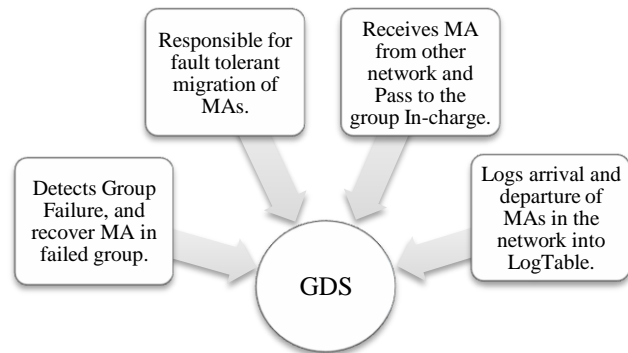 Responsible for
fault tolerant
migration of
MAs.
Receives MA
from other
network and
Pass to the
group In-charge.
Detects Group
Failure, and
recover MA in
failed group.
Logs arrival and
departure of
MAs in the
network into
LogTable.
GDS